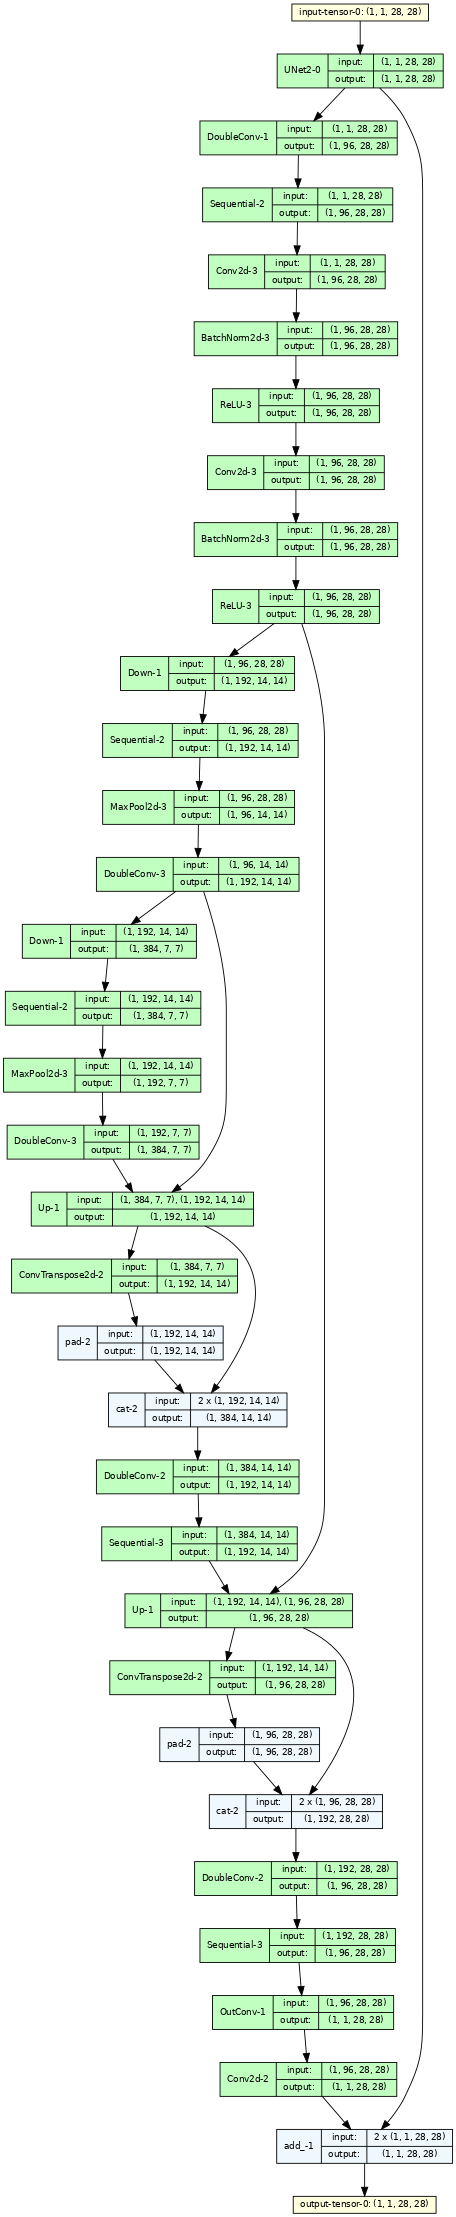 input-tensor-0: (1, 1, 28, 28)
UNet2-0 input: (1, 1, 28, 28)
output: (1, 1, 28, 28)
DoubleConv-1 input: (1, 1, 28, 28)
output: (1, 96, 28, 28)
Sequential-2 input: (1, 1, 28, 28)
output: (1, 96, 28, 28)
Conv2d-3 input: (1, 1, 28, 28)
output: (1, 96, 28, 28)
BatchNorm2d-3 input: (1, 96, 28, 28)
output: (1, 96, 28, 28)
ReLU-3 input: (1, 96, 28, 28)
output: (1, 96, 28, 28)
Conv2d-3 input: (1, 96, 28, 28)
output: (1, 96, 28, 28)
BatchNorm2d-3 input: (1, 96, 28, 28)
output: (1, 96, 28, 28)
ReLU-3 input: (1, 96, 28, 28)
output: (1, 96, 28, 28)
Down-1 input: (1, 96, 28, 28)
output: (1, 192, 14, 14)
Sequential-2 input: (1, 96, 28, 28)
output: (1, 192, 14, 14)
MaxPool2d-3 input: (1, 96, 28, 28)
output: (1, 96, 14, 14)
DoubleConv-3 input: (1, 96, 14, 14)
output: (1, 192, 14, 14)
Down-1 input: (1, 192, 14, 14)
output: (1, 384, 7, 7)
Sequential-2 input: (1, 192, 14, 14)
output: (1, 384, 7, 7)
MaxPool2d-3 input: (1, 192, 14, 14)
output: (1, 192, 7, 7)
DoubleConv-3 input: (1, 192, 7, 7)
output: (1, 384, 7, 7)
Up-1 input: (1, 384, 7, 7), (1, 192, 14, 14)
output: (1, 192, 14, 14)
ConvTranspose2d-2 input: (1, 384, 7, 7)
output: (1, 192, 14, 14)
pad-2 input: (1, 192, 14, 14)
output: (1, 192, 14, 14)
cat-2 input: 2 x (1, 192, 14, 14)
output: (1, 384, 14, 14)
DoubleConv-2 input: (1, 384, 14, 14)
output: (1, 192, 14, 14)
Sequential-3 input: (1, 384, 14, 14)
output: (1, 192, 14, 14)
Up-1 input: (1, 192, 14, 14), (1, 96, 28, 28)
output: (1, 96, 28, 28)
ConvTranspose2d-2 input: (1, 192, 14, 14)
output: (1, 96, 28, 28)
pad-2 input: (1, 96, 28, 28)
output: (1, 96, 28, 28)
cat-2 input: 2 x (1, 96, 28, 28)
output: (1, 192, 28, 28)
DoubleConv-2 input: (1, 192, 28, 28)
output: (1, 96, 28, 28)
Sequential-3 input: (1, 192, 28, 28)
output: (1, 96, 28, 28)
OutConv-1 input: (1, 96, 28, 28)
output: (1, 1, 28, 28)
Conv2d-2 input: (1, 96, 28, 28)
output: (1, 1, 28, 28)
add_-1 input: 2 x (1, 1, 28, 28)
output: (1, 1, 28, 28)
output-tensor-0: (1, 1, 28, 28)